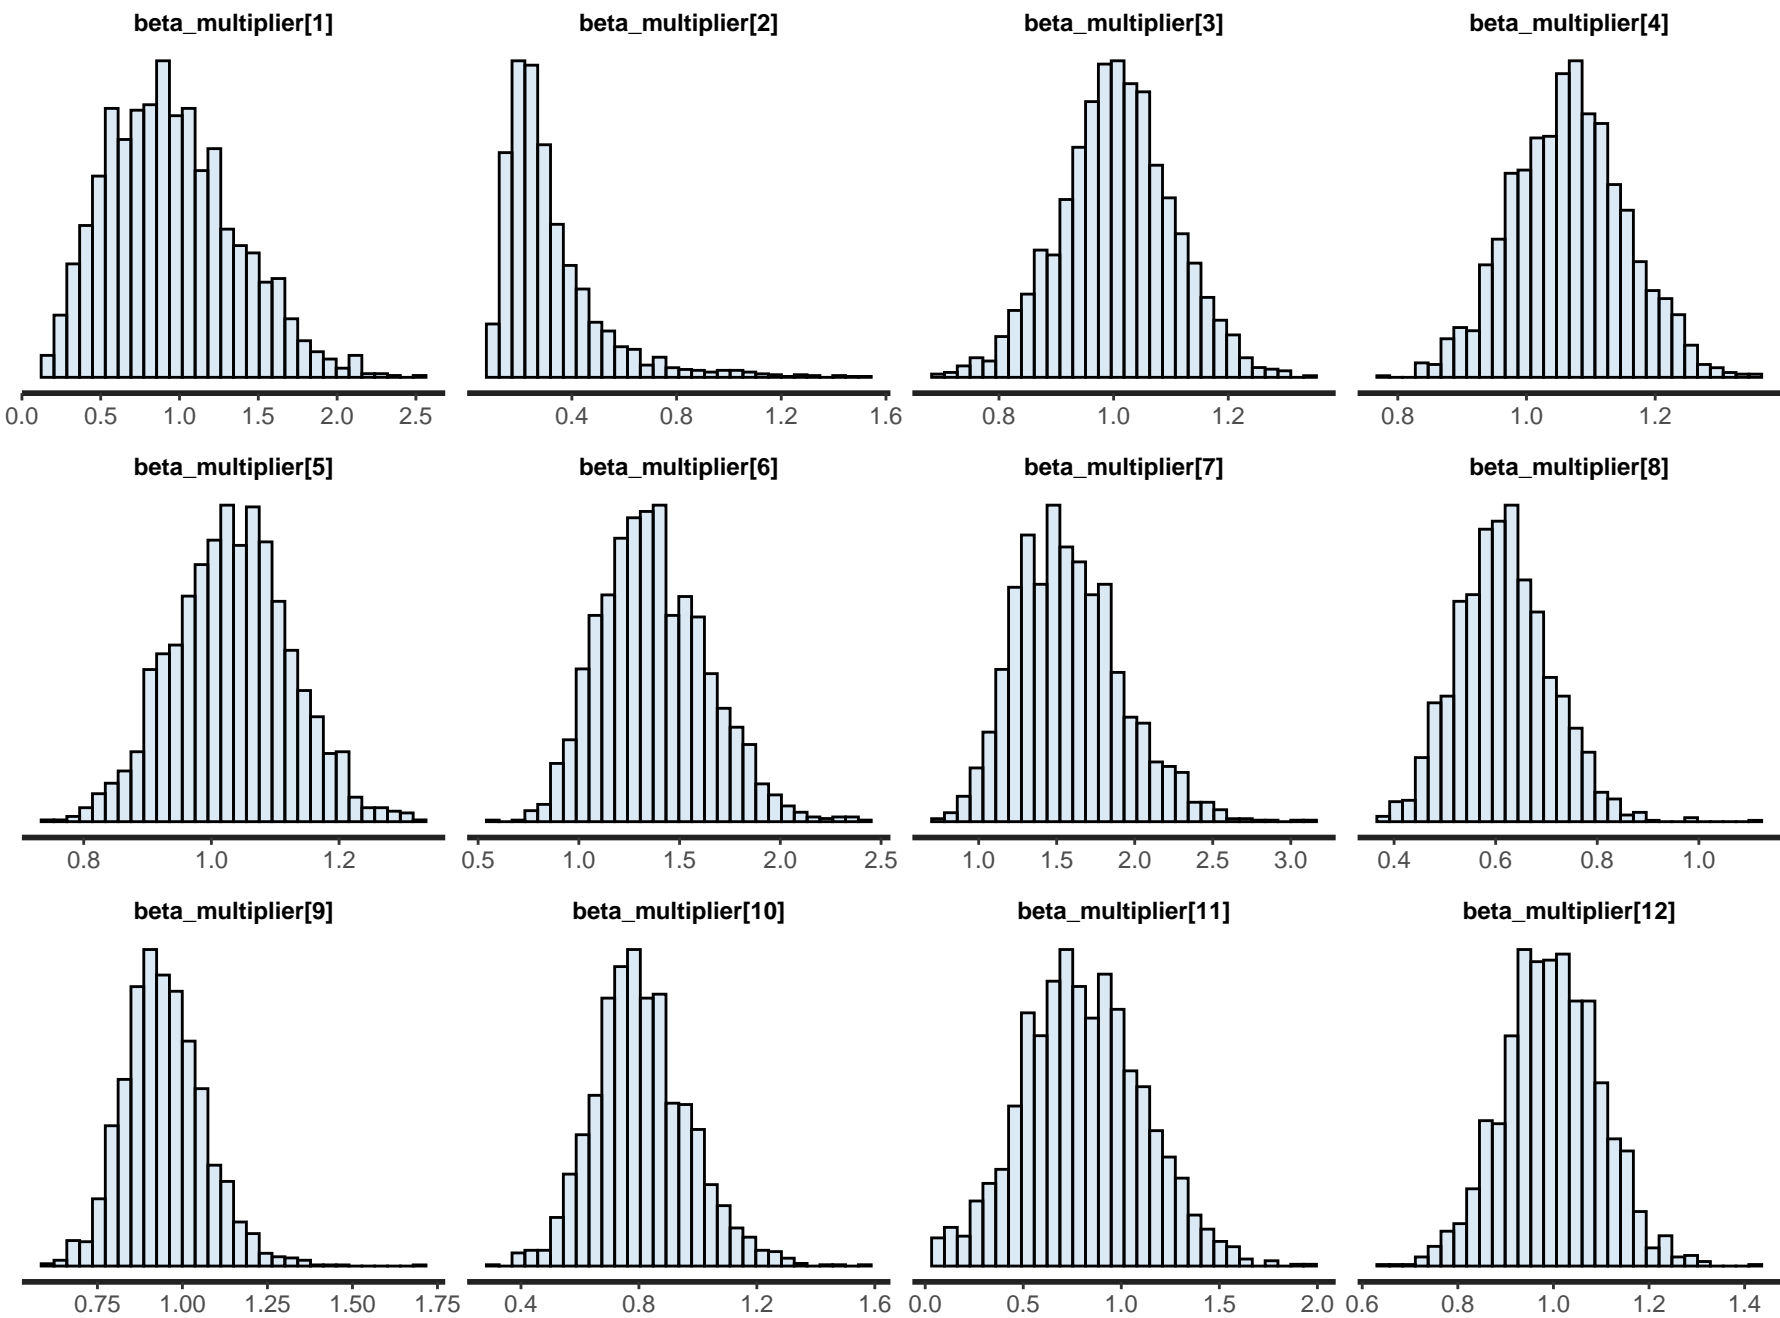 beta_multiplier[1] beta_multiplier[2] beta_multiplier[3] beta_multiplier[4]
0.0 0.5 1.0 1.5 2.0 2.5 0.4 0.8 1.2 1.6 0.8 1.0 1.2 0.8 1.0 1.2
beta_multiplier[5] beta_multiplier[6] beta_multiplier[7] beta_multiplier[8]
0.8 1.0 1.2 0.5 1.0 1.5 2.0 2.5 1.0 1.5 2.0 2.5 3.0 0.4 0.6 0.8 1.0
beta_multiplier[9] beta_multiplier[10] beta_multiplier[11] beta_multiplier[12]
0.75 1.00 1.25 1.50 1.75 0.4 0.8 1.2 1.6 0.0 0.5 1.0 1.5 2.0 0.6 0.8 1.0 1.2 1.4